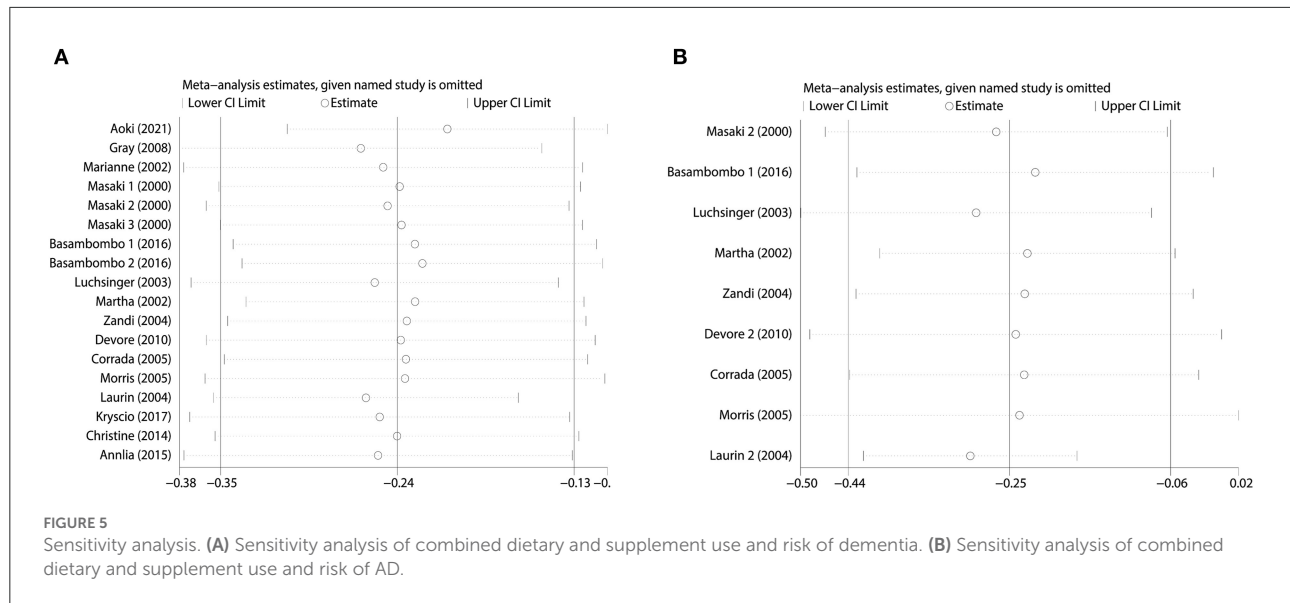 A
Meta−analysis estimates, given named study is omitted
Lower CI Limit Estimate Upper CI Limit
Aoki (2021)
Gray (2008)
Marianne (2002)
Masaki 1 (2000)
Masaki 2 (2000)
Masaki 3 (2000)
Basambombo 1 (2016)
Basambombo 2 (2016)
Luchsinger (2003)
Martha (2002)
Zandi (2004)
Devore (2010)
Corrada (2005)
Morris (2005)
Laurin (2004)
Kryscio (2017)
Christine (2014)
Annlia (2015)
−0.38 −0.35 −0.24 −0.13 −0.
B
Meta−analysis estimates, given named study is omitted
Lower CI Limit Estimate Upper CI Limit
Masaki 2 (2000)
Basambombo 1 (2016)
Luchsinger (2003)
Martha (2002)
Zandi (2004)
Devore 2 (2010)
Corrada (2005)
Morris (2005)
Laurin 2 (2004)
−0.50 −0.44 −0.25 −0.06 0.02
FIGURE 5
Sensitivity analysis. (A) Sensitivity analysis of combined dietary and supplement use and risk of dementia. (B) Sensitivity analysis of combined
dietary and supplement use and risk of AD.